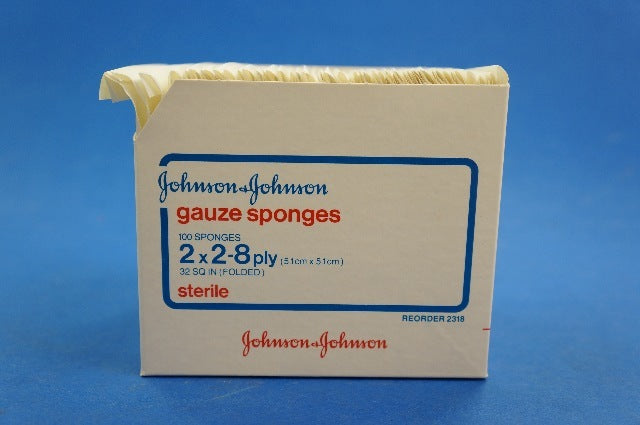 Johnson & Johnson
gauze sponges
100 SPONGES
2 x 2-8 ply (5.1cm x 5.1cm)
32 SQ IN (FOLDED)
sterile
REORDER 2318
Johnson & Johnson